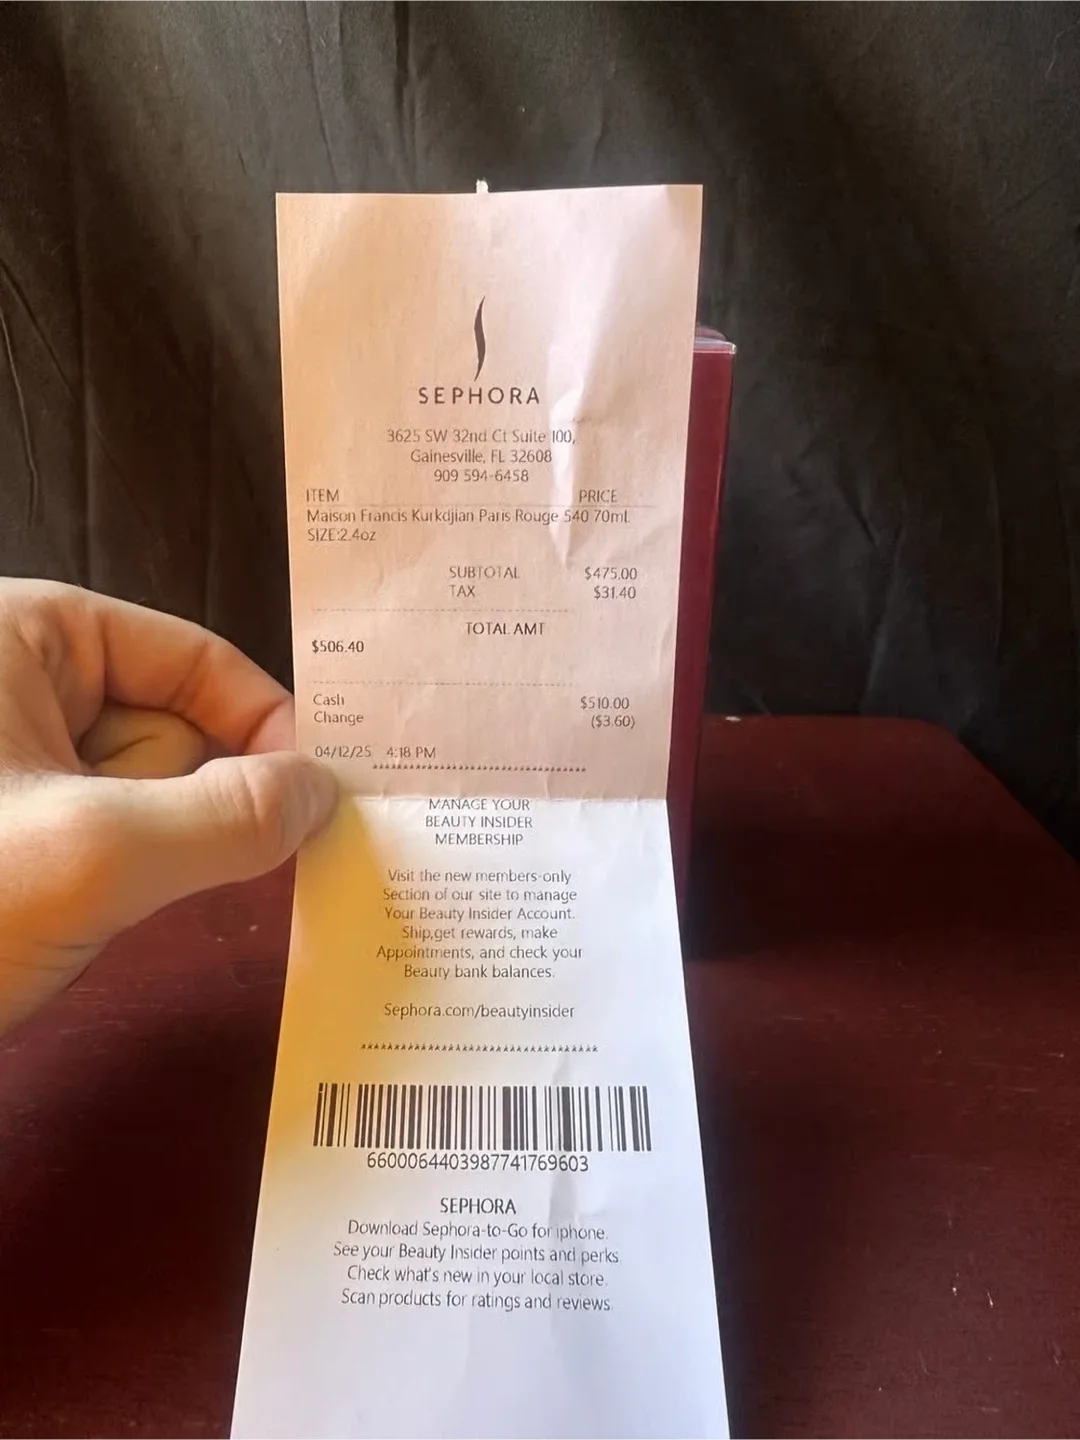 SEPHORA
3625 SW 32nd Ct Suite 100,
Gainesville, FL 32608
909 594-6458
ITEM PRICE
Maison Francis Kurkdjian Paris Rouge 540 70mL
SIZE:2.4oz
SUBTOTAL $475.00
TAX $31.40
TOTAL AMT
$506.40
Cash $510.00
Change ($3.60)
04/12/25 4:18 PM
********************************
MANAGE YOUR
BEAUTY INSIDER
MEMBERSHIP
Visit the new members-only
Section of our site to manage
Your Beauty Insider Account.
Ship,get rewards, make
Appointments, and check your
Beauty bank balances.
Sephora.com/beautyinsider
***********************************
6600064403987741769603
SEPHORA
Download Sephora-to-Go for iphone.
See your Beauty Insider points and perks.
Check what's new in your local store.
Scan products for ratings and reviews.